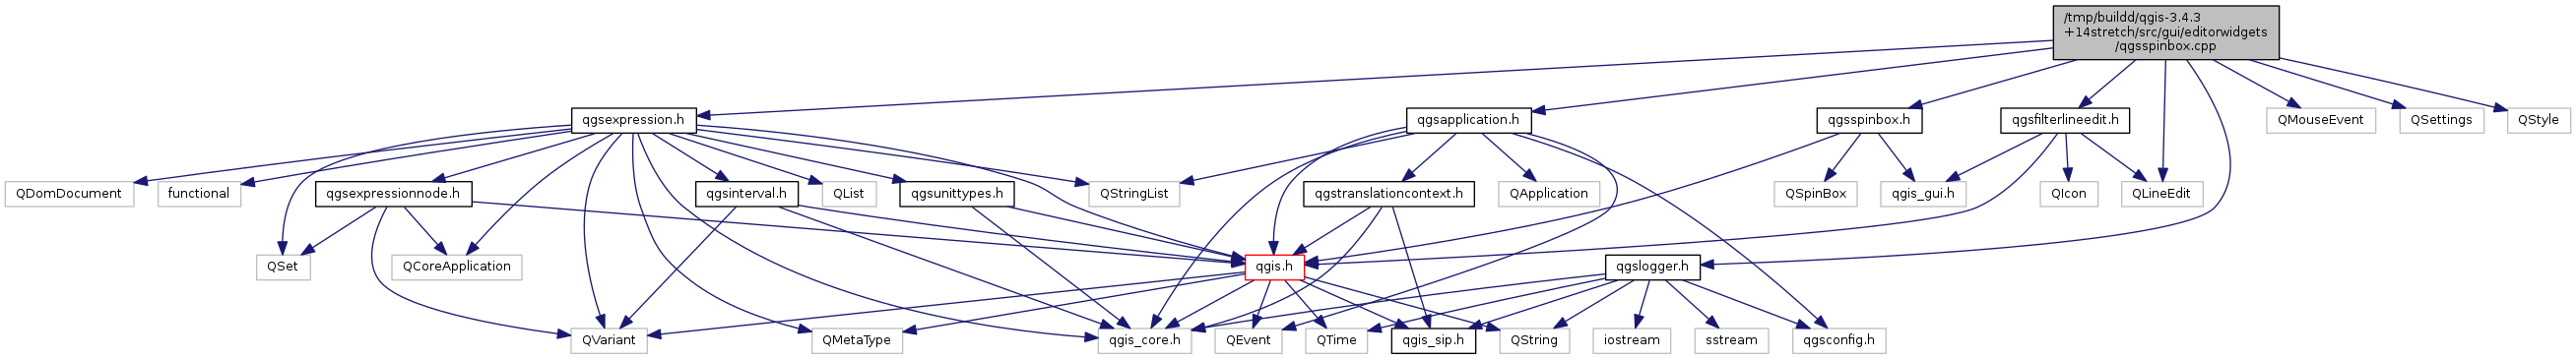 /tmp/buildd/qgis-3.4.3
+14stretch/src/gui/editorwidgets
/qgsspinbox.cpp
qgsexpression.h
qgsapplication.h
qgsspinbox.h
qgsfilterlineedit.h
QMouseEvent
QSettings
QStyle
QDomDocument
functional
qgsexpressionnode.h
qgsinterval.h
QList
qgsunittypes.h
QStringList
qgstranslationcontext.h
QApplication
QSpinBox
qgis_gui.h
QIcon
QLineEdit
QSet
QCoreApplication
qgis.h
qgslogger.h
QVariant
QMetaType
qgis_core.h
QEvent
QTime
qgis_sip.h
QString
iostream
sstream
qgsconfig.h